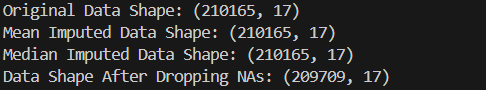 Original Data Shape: (210165, 17)
Mean Imputed Data Shape: (210165, 17)
Median Imputed Data Shape: (210165, 17)
Data Shape After Dropping NAs: (209709, 17)